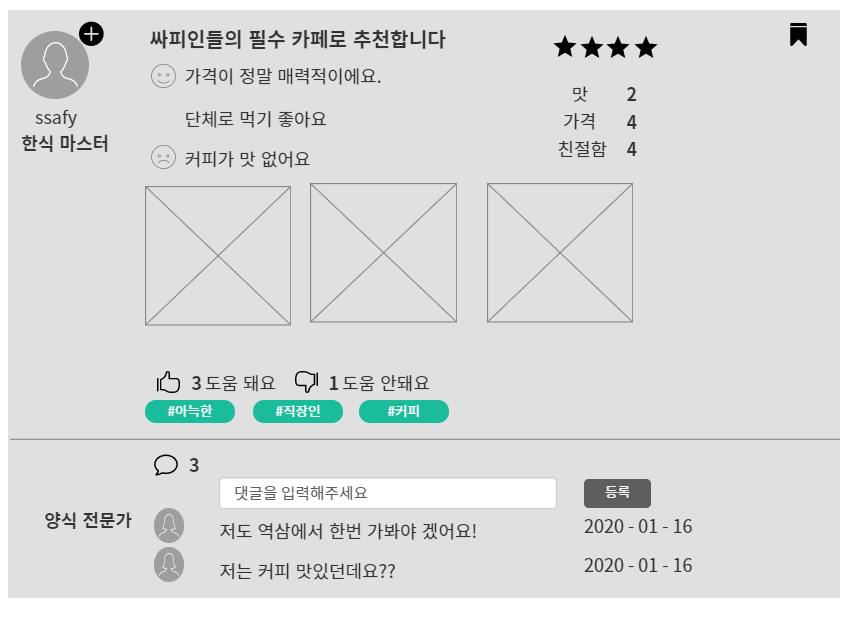 싸피인들의 필수 카페로 추천합니다
가격이 정말 매력적이에요.
단체로 먹기 좋아요
커피가 맛 없어요
ssafy
한식 마스터
맛 2
가격 4
친절함 4
3 도움 돼요 1 도움 안돼요
#아늑한 #직장인 #커피
3
댓글을 입력해주세요 등록
양식 전문가
저도 역삼에서 한번 가봐야 겠어요! 2020 - 01 - 16
저는 커피 맛있던데요?? 2020 - 01 - 16